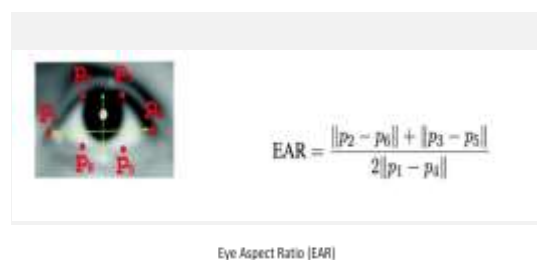 EAR = ||p2 − p6|| + ||p3 − p5|| / 2||p1 − p4||
Eye Aspect Ratio [EAR]